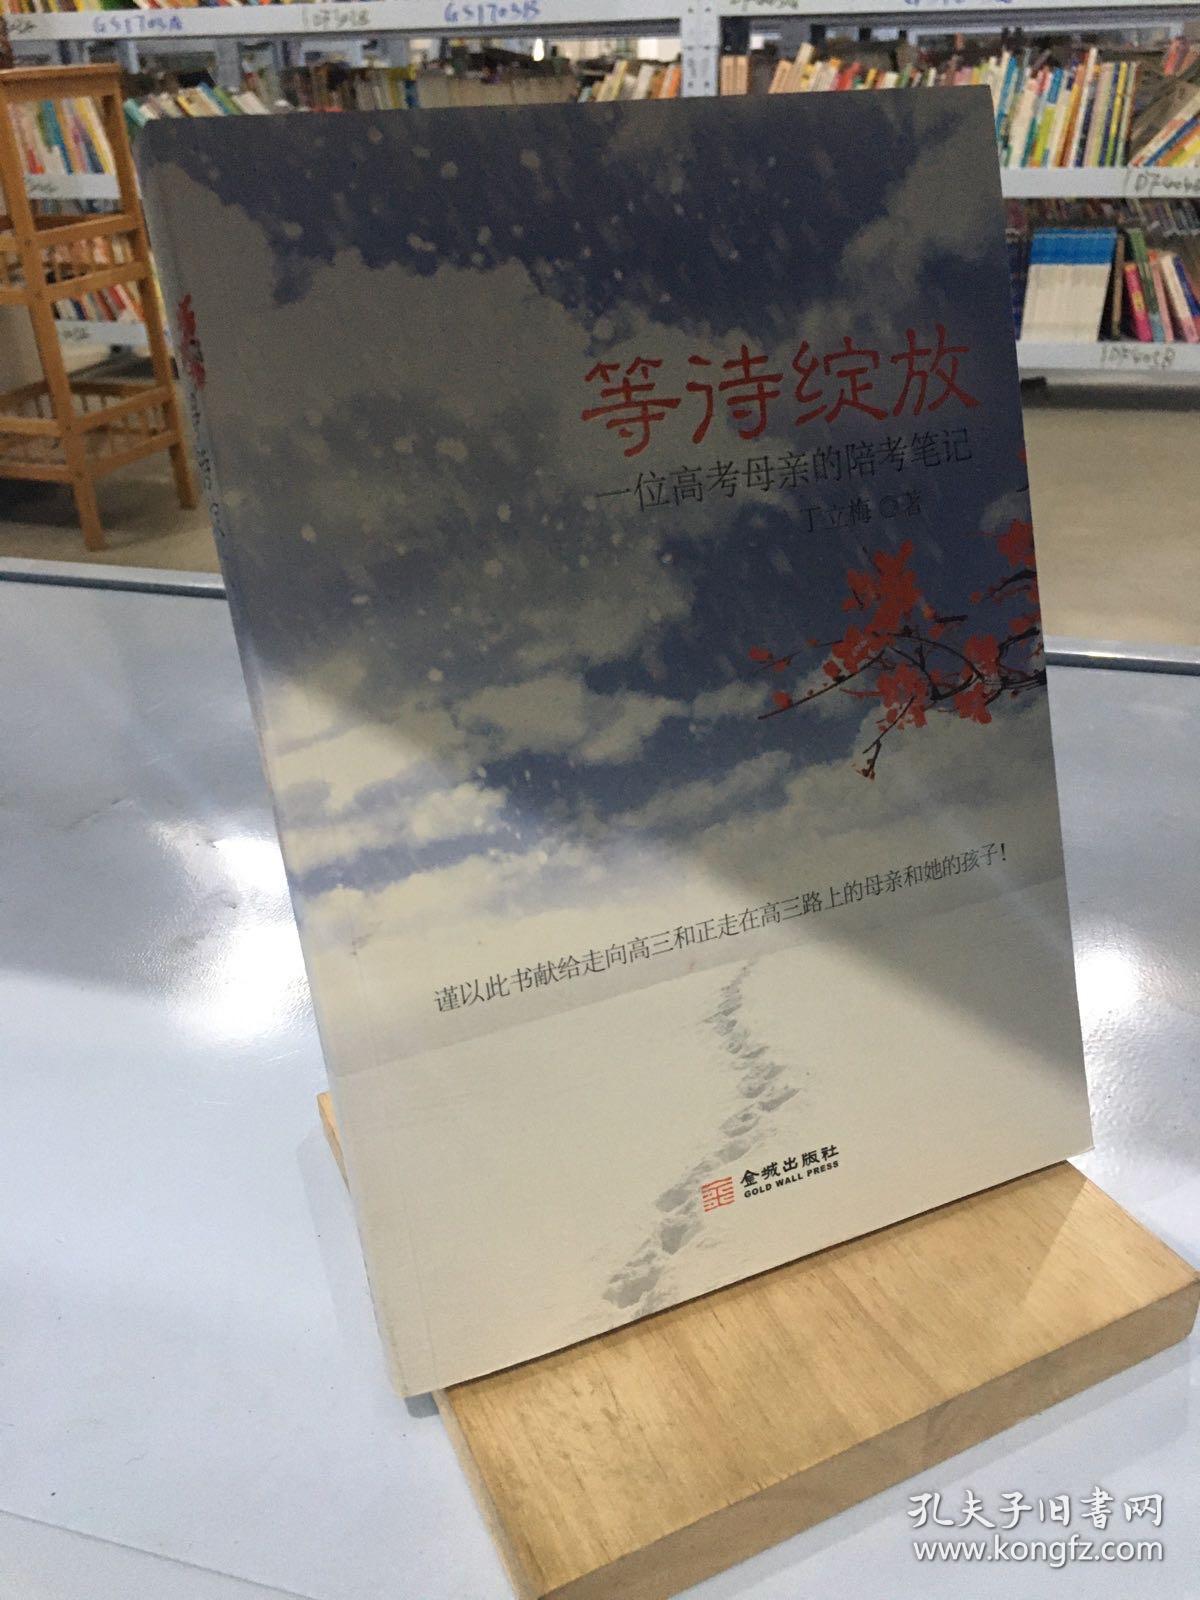 GS1703A
GS1703B
等待绽放
一位高考母亲的陪考笔记
丁立梅◎著
谨以此书献给走向高三和正走在高三路上的母亲和她的孩子!
金城出版社
GOLD WALL PRESS
孔夫子旧书网
www.kongfz.com